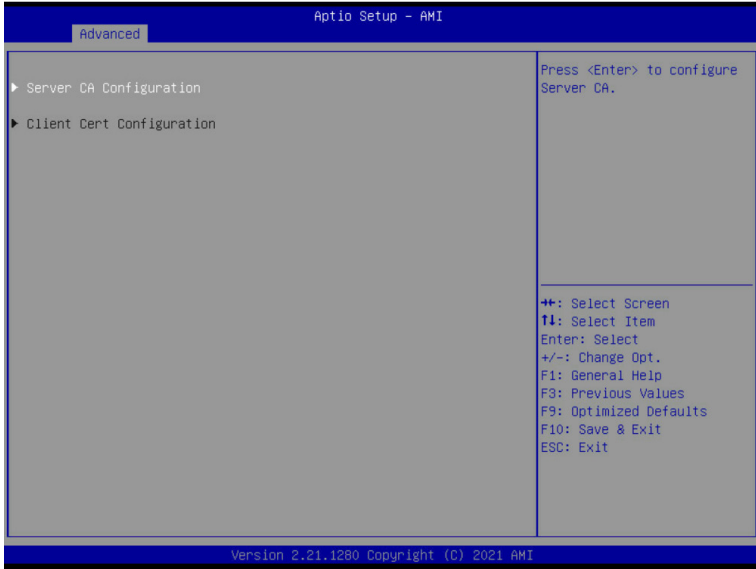 Aptio Setup – AMI
Advanced
▶ Server CA Configuration
▶ Client Cert Configuration
Press <Enter> to configure
Server CA.
→←: Select Screen
↑↓: Select Item
Enter: Select
+/-: Change Opt.
F1: General Help
F3: Previous Values
F9: Optimized Defaults
F10: Save & Exit
ESC: Exit
Version 2.21.1280 Copyright (C) 2021 AMI